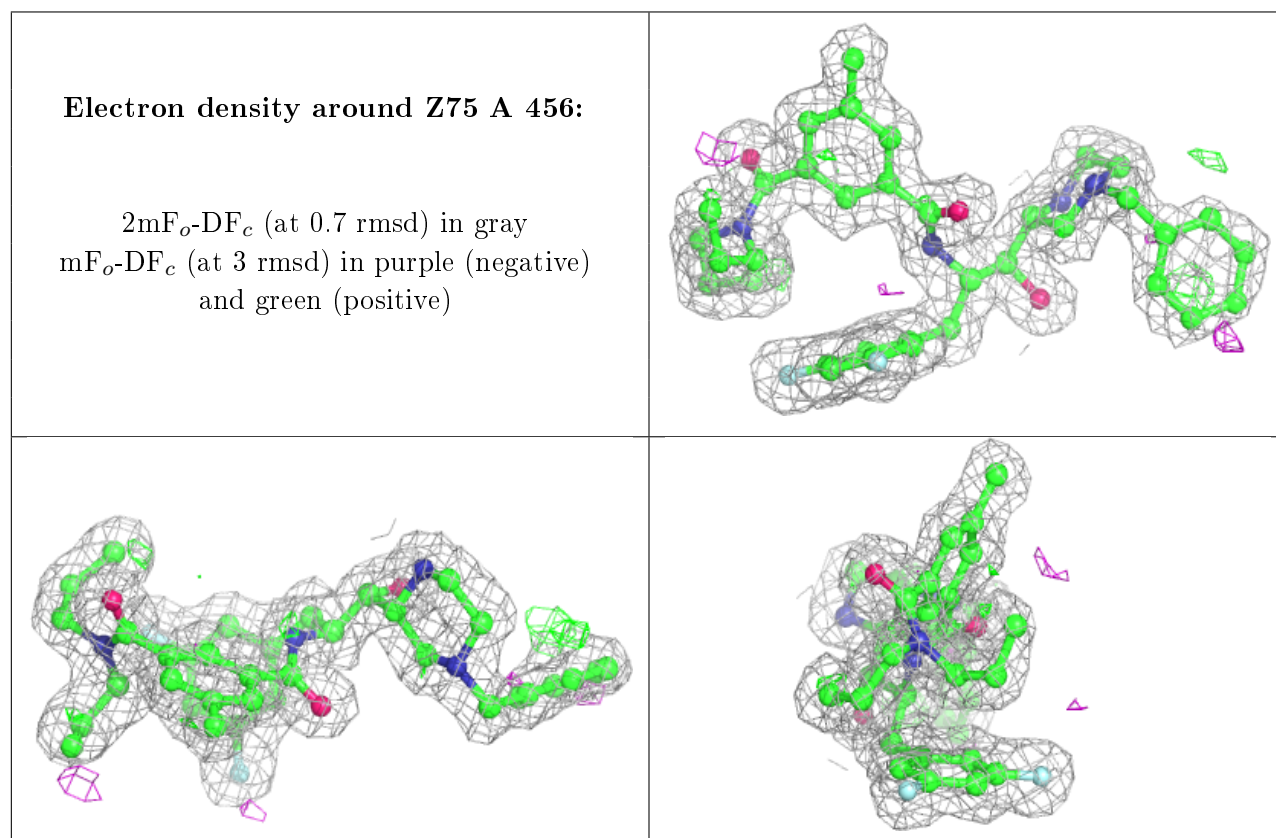 Electron density around Z75 A 456:
2mFo-DFc (at 0.7 rmsd) in gray
mFo-DFc (at 3 rmsd) in purple (negative)
and green (positive)